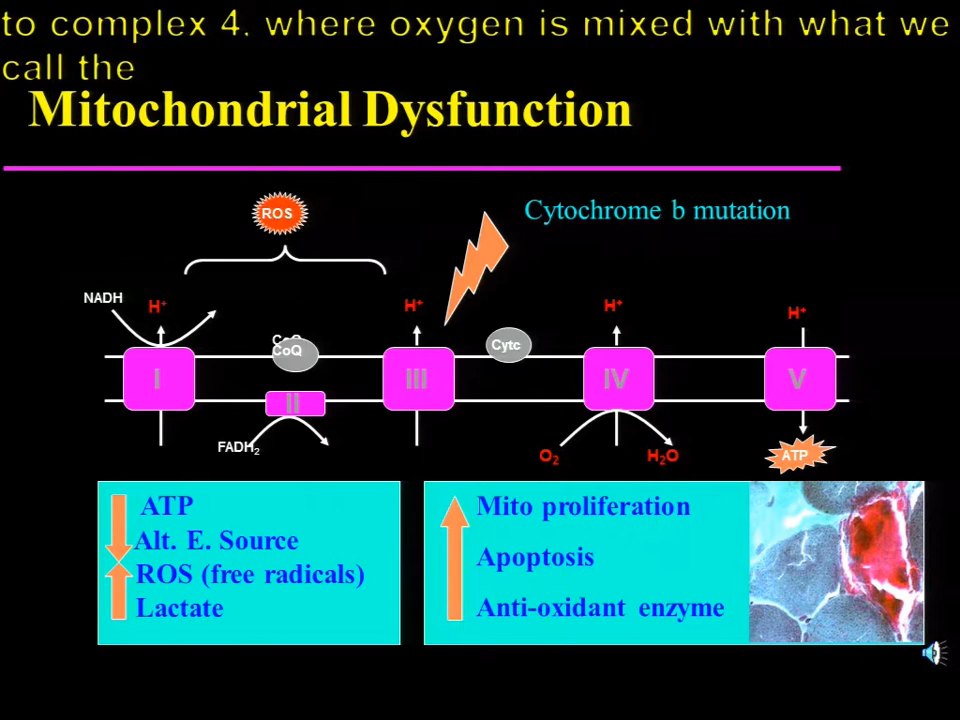 to complex 4. where oxygen is mixed with what we
call the
Mitochondrial Dysfunction
ROS
Cytochrome b mutation
NADH
H+
H+
H+
H+
CoQ
CoQ
Cytc
I
II
III
IV
V
FADH2
O2
H2O
ATP
ATP
Alt. E. Source
ROS (free radicals)
Lactate
Mito proliferation
Apoptosis
Anti-oxidant enzyme